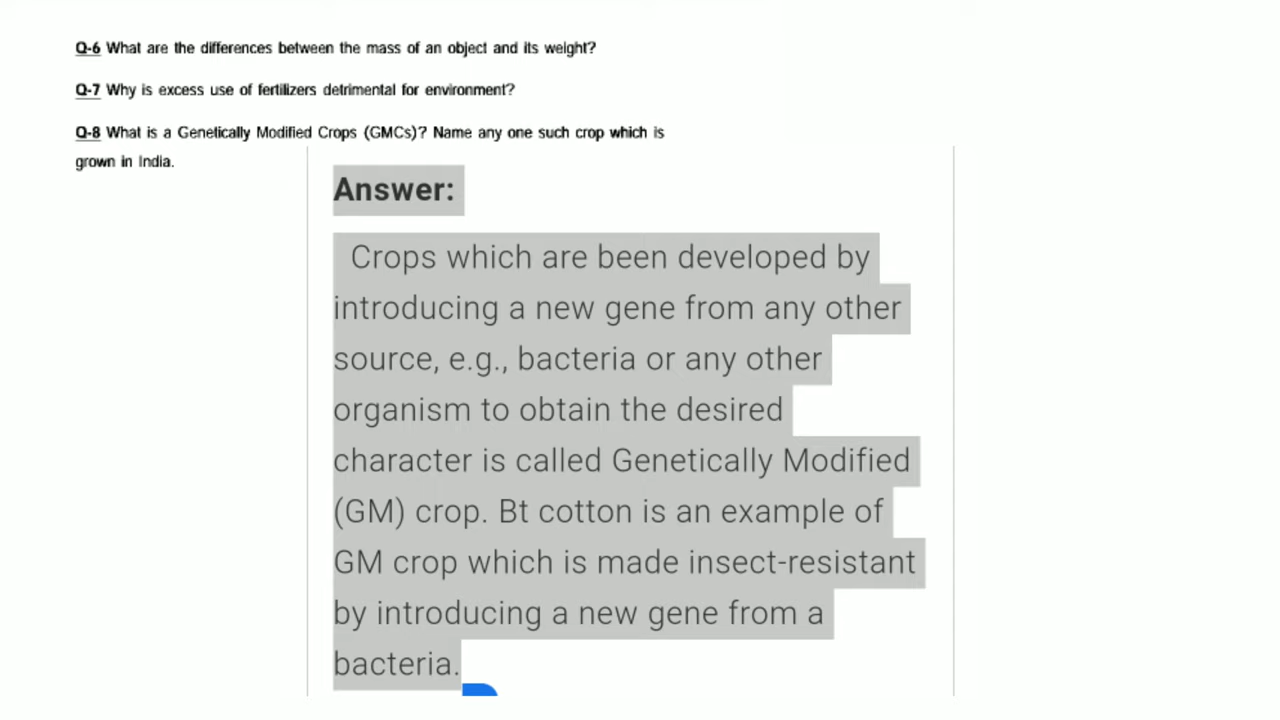 Q-6 What are the differences between the mass of an object and its weight?
Q-7 Why is excess use of fertilizers detrimental for environment?
Q-8 What is a Genetically Modified Crops (GMCs)? Name any one such crop which is
grown in India.
Answer:
Crops which are been developed by
introducing a new gene from any other
source, e.g., bacteria or any other
organism to obtain the desired
character is called Genetically Modified
(GM) crop. Bt cotton is an example of
GM crop which is made insect-resistant
by introducing a new gene from a
bacteria.